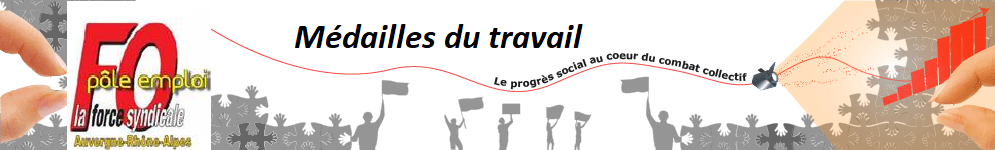 FO
pôle emploi
la force syndicale
Auvergne-Rhône-Alpes
Médailles du travail
Le progrès social au coeur du combat collectif